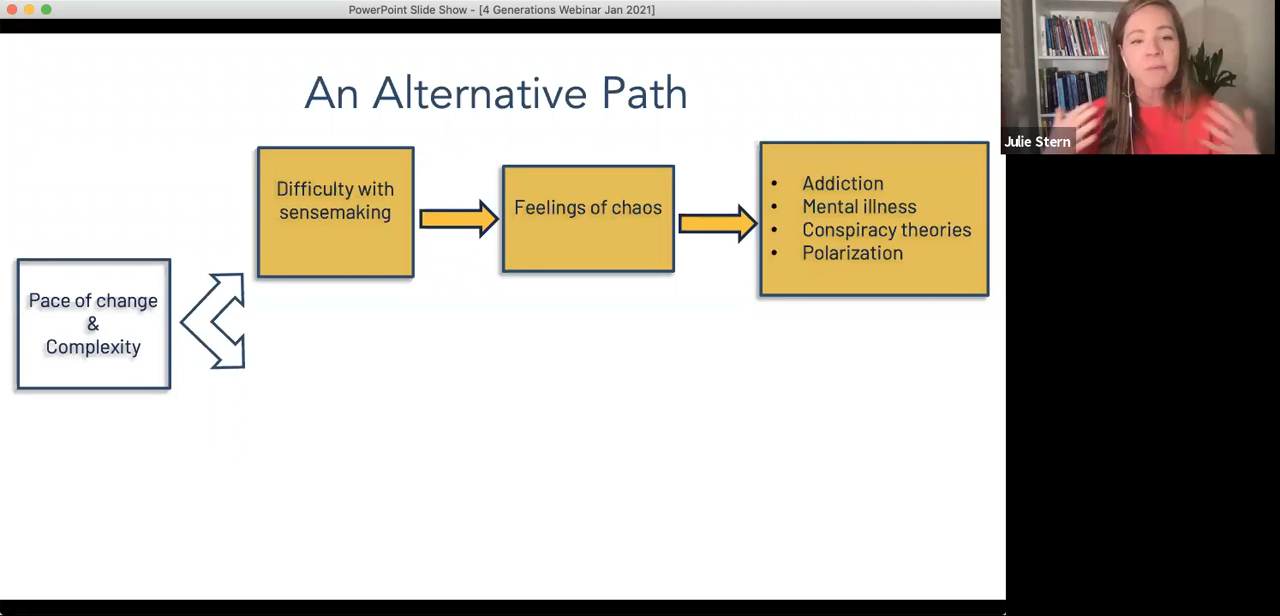 PowerPoint Slide Show - [4 Generations Webinar Jan 2021]
An Alternative Path
Difficulty with
sensemaking
Feelings of chaos
• Addiction
• Mental illness
• Conspiracy theories
• Polarization
Pace of change
&
Complexity
Julie Stern